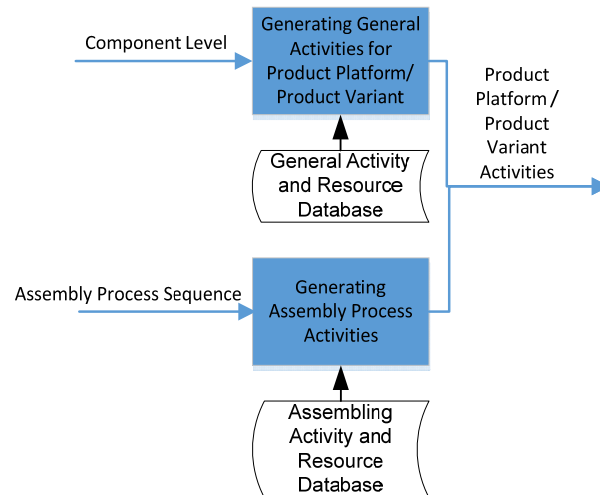 Component Level
Generating General
Activities for
Product Platform/
Product Variant
Product
Platform /
Product
Variant
Activities
General Activity
and Resource
Database
Assembly Process Sequence
Generating
Assembly Process
Activities
Assembling
Activity and
Resource
Database